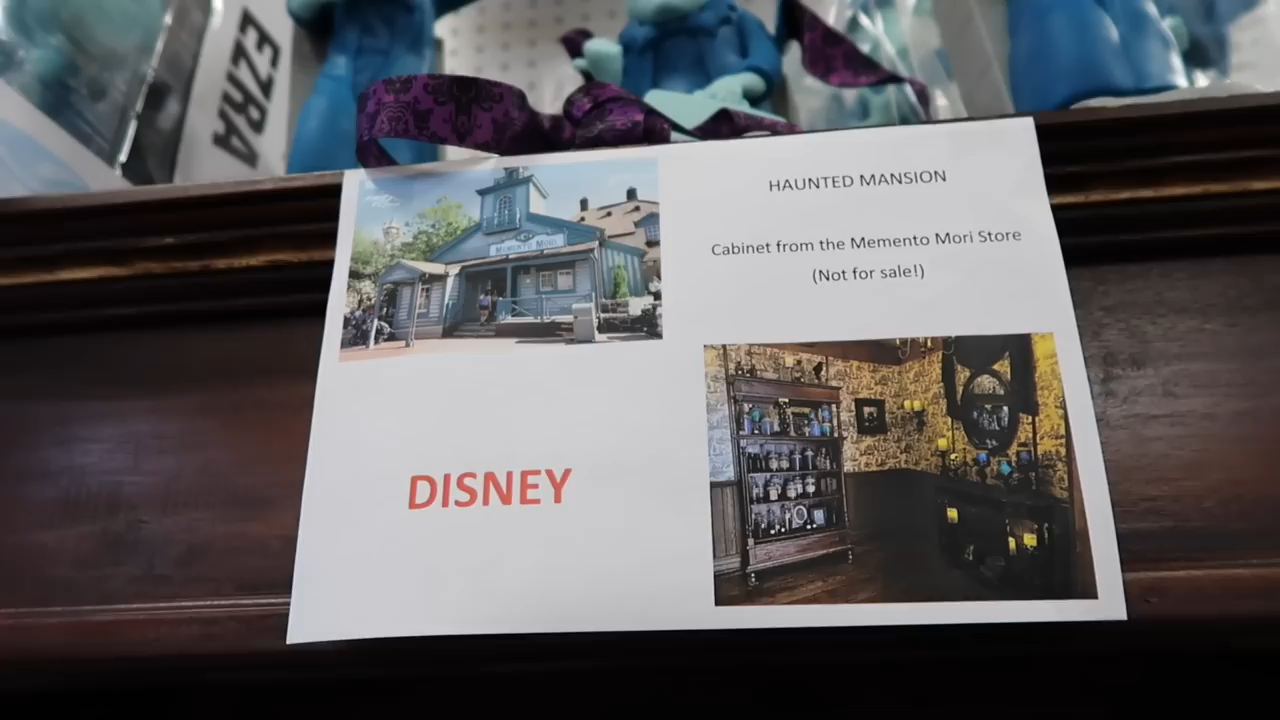 EZRA
MEMENTO MORI
HAUNTED MANSION
Cabinet from the Memento Mori Store
(Not for sale!)
DISNEY